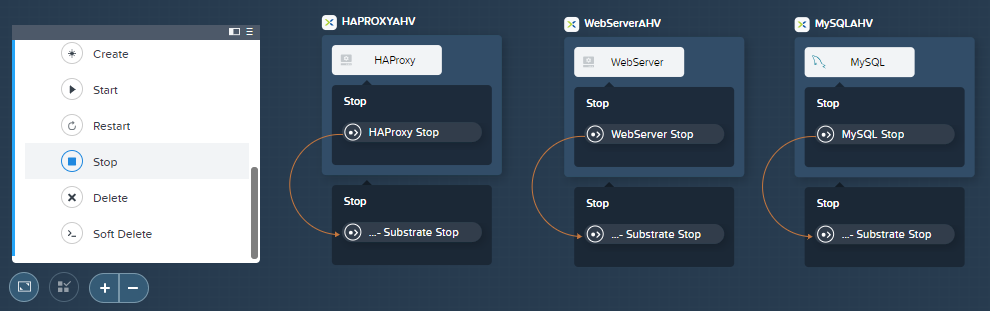 Create
Start
Restart
Stop
Delete
Soft Delete
HAPROXYAHV
HAProxy
Stop
HAProxy Stop
Stop
...- Substrate Stop
WebServerAHV
WebServer
Stop
WebServer Stop
Stop
...- Substrate Stop
MySQLAHV
MySQL
Stop
MySQL Stop
Stop
...- Substrate Stop